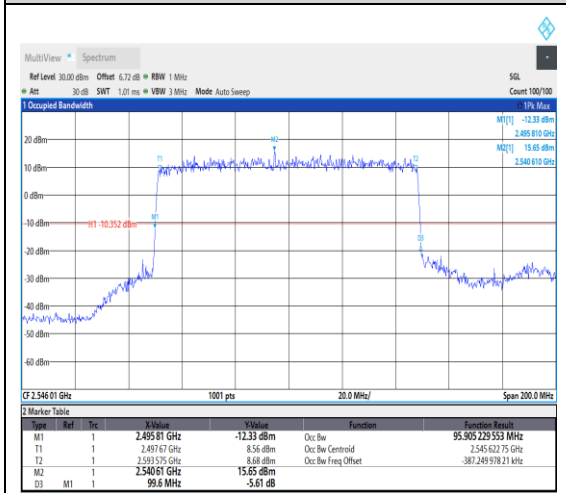 MultiView Spectrum
Ref Level 30.00 dBm Offset 6.72 dB RBW 1 MHz SGL
Att 30 dB SWT 1.01 ms VBW 3 MHz Mode Auto Sweep Count 100/100
1 Occupied Bandwidth 1Pk Max
M1[1] -12.33 dBm
2.495 810 GHz
M2[1] 15.65 dBm
2.540 610 GHz
20 dBm
M2
T1
T2
10 dBm
0 dBm
M1
-10 dBm
H1 -10.352 dBm
D3
-20 dBm
-30 dBm
-40 dBm
-50 dBm
-60 dBm
CF 2.546 01 GHz 1001 pts 20.0 MHz/ Span 200.0 MHz
2 Marker Table
Type Ref Trc X-Value Y-Value Function Function Result
M1 1 2.495 81 GHz -12.33 dBm Occ Bw 95.905 229 553 MHz
T1 1 2.497 67 GHz 8.56 dBm Occ Bw Centroid 2.545 622 75 GHz
T2 1 2.593 575 GHz 8.68 dBm Occ Bw Freq Offset -387.249 978 21 kHz
M2 1 2.540 61 GHz 15.65 dBm
D3 M1 1 99.6 MHz -5.61 dB